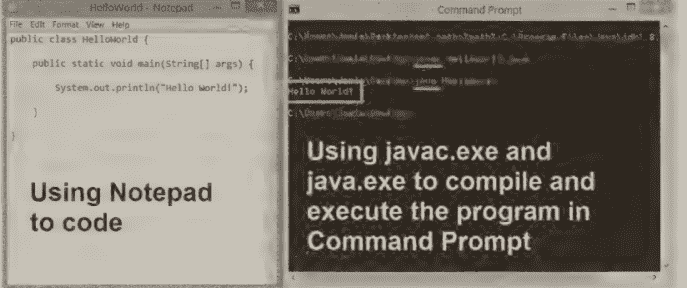 HelloWorld - Notepad
File Edit Format View Help
public class HelloWorld {
public static void main(String[] args) {
System.out.println("Hello World!");
}
}
Using Notepad
to code
Command Prompt
Hello World!
Using javac.exe and
java.exe to compile and
execute the program in
Command Prompt